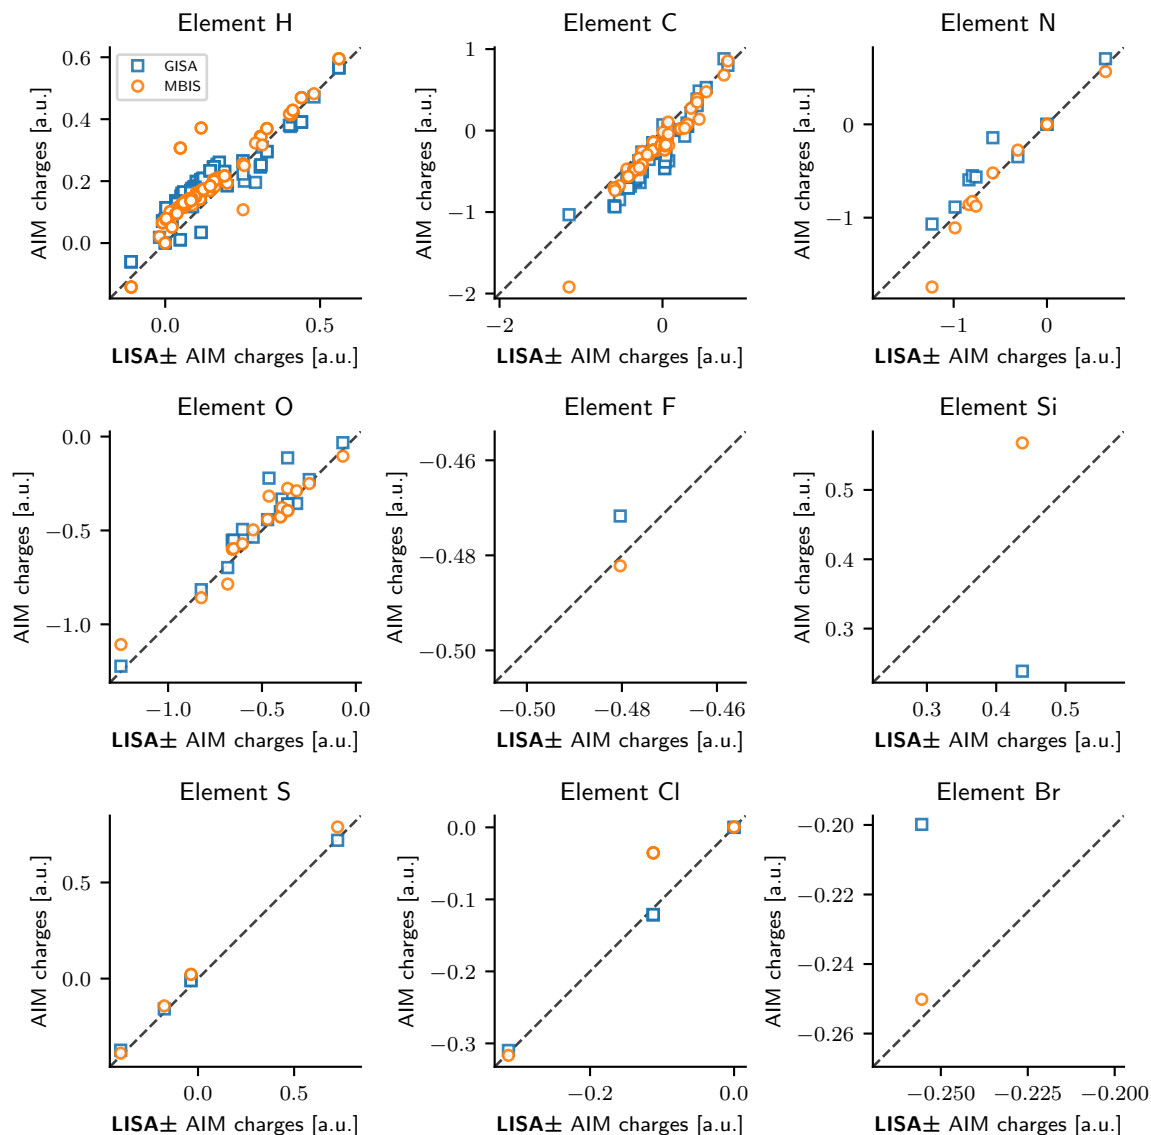 Element H
Element C
Element N
GISA
MBIS
AIM charges [a.u.]
0.6
0.4
0.2
0.0
0.0
0.5
LISA± AIM charges [a.u.]
AIM charges [a.u.]
1
0
−1
−2
−2
0
LISA± AIM charges [a.u.]
AIM charges [a.u.]
0
−1
−1
0
LISA± AIM charges [a.u.]
Element O
Element F
Element Si
AIM charges [a.u.]
0.0
−0.5
−1.0
−1.0
−0.5
0.0
LISA± AIM charges [a.u.]
AIM charges [a.u.]
−0.46
−0.48
−0.50
−0.50
−0.48
−0.46
LISA± AIM charges [a.u.]
AIM charges [a.u.]
0.5
0.4
0.3
0.3
0.4
0.5
LISA± AIM charges [a.u.]
Element S
Element Cl
Element Br
AIM charges [a.u.]
0.5
0.0
0.0
0.5
LISA± AIM charges [a.u.]
AIM charges [a.u.]
0.0
−0.1
−0.2
−0.3
−0.2
0.0
LISA± AIM charges [a.u.]
AIM charges [a.u.]
−0.20
−0.22
−0.24
−0.26
−0.250
−0.225
−0.200
LISA± AIM charges [a.u.]